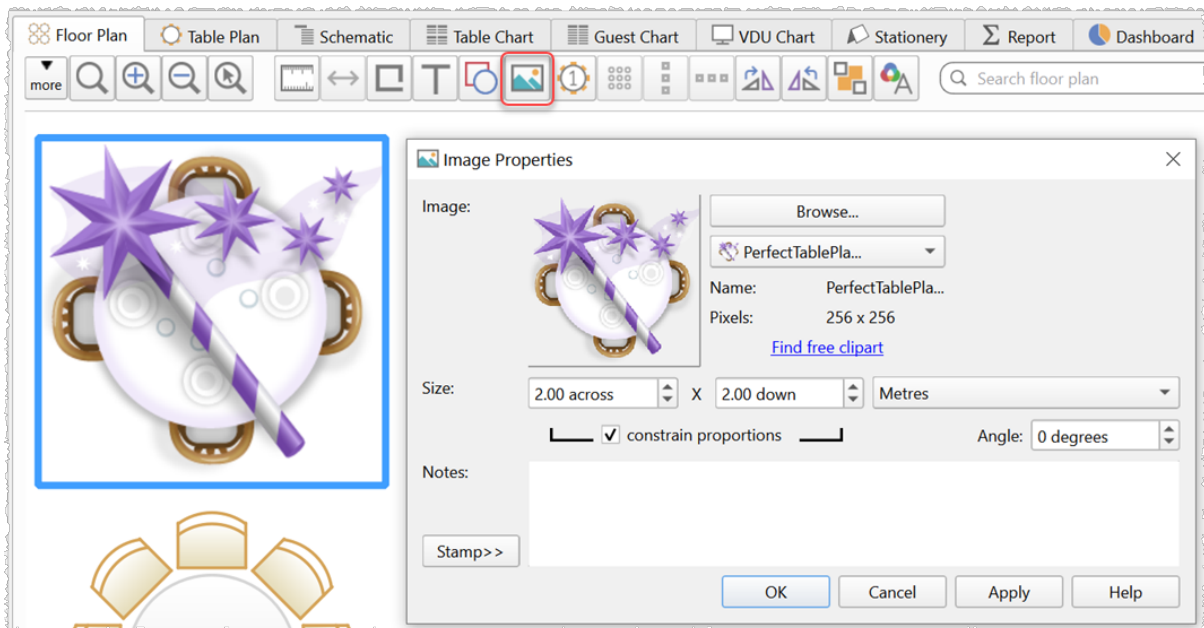 Floor Plan
Table Plan
Schematic
Table Chart
Guest Chart
VDU Chart
Stationery
Σ Report
Dashboard
more
T
1
A
Search floor plan
Image Properties
Image:
Browse...
PerfectTablePla...
Name: PerfectTablePla...
Pixels: 256 x 256
Find free clipart
Size: 2.00 across X 2.00 down Metres
constrain proportions Angle: 0 degrees
Notes:
Stamp>>
OK Cancel Apply Help